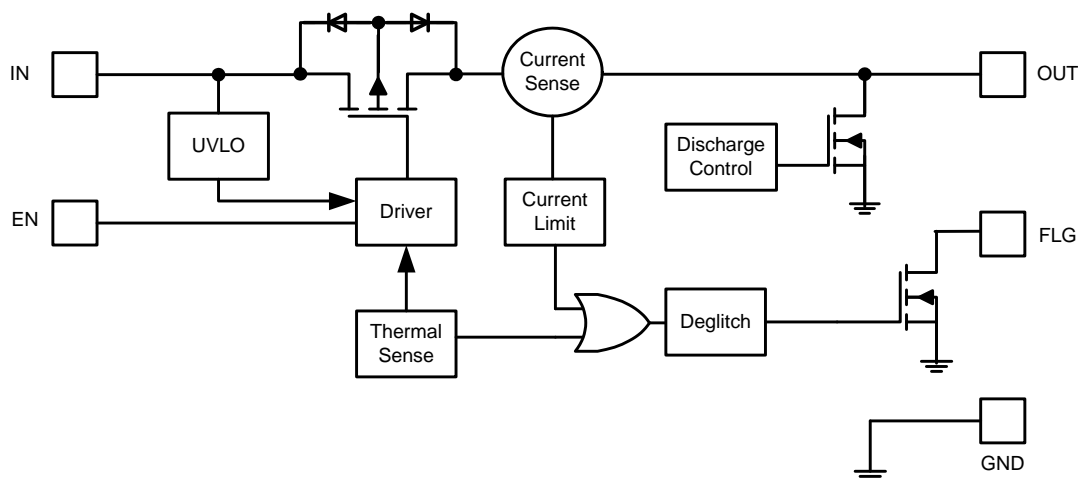 IN
Current
Sense
OUT
UVLO
Discharge
Control
EN
Driver
Current
Limit
FLG
Thermal
Sense
Deglitch
GND